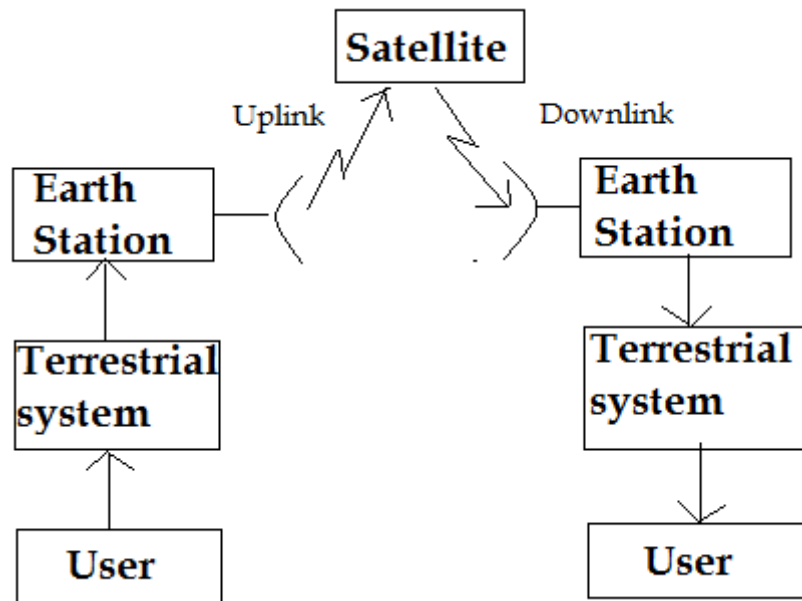 Satellite
Uplink
Downlink
Earth
Station
Earth
Station
Terrestrial
system
Terrestrial
system
User
User